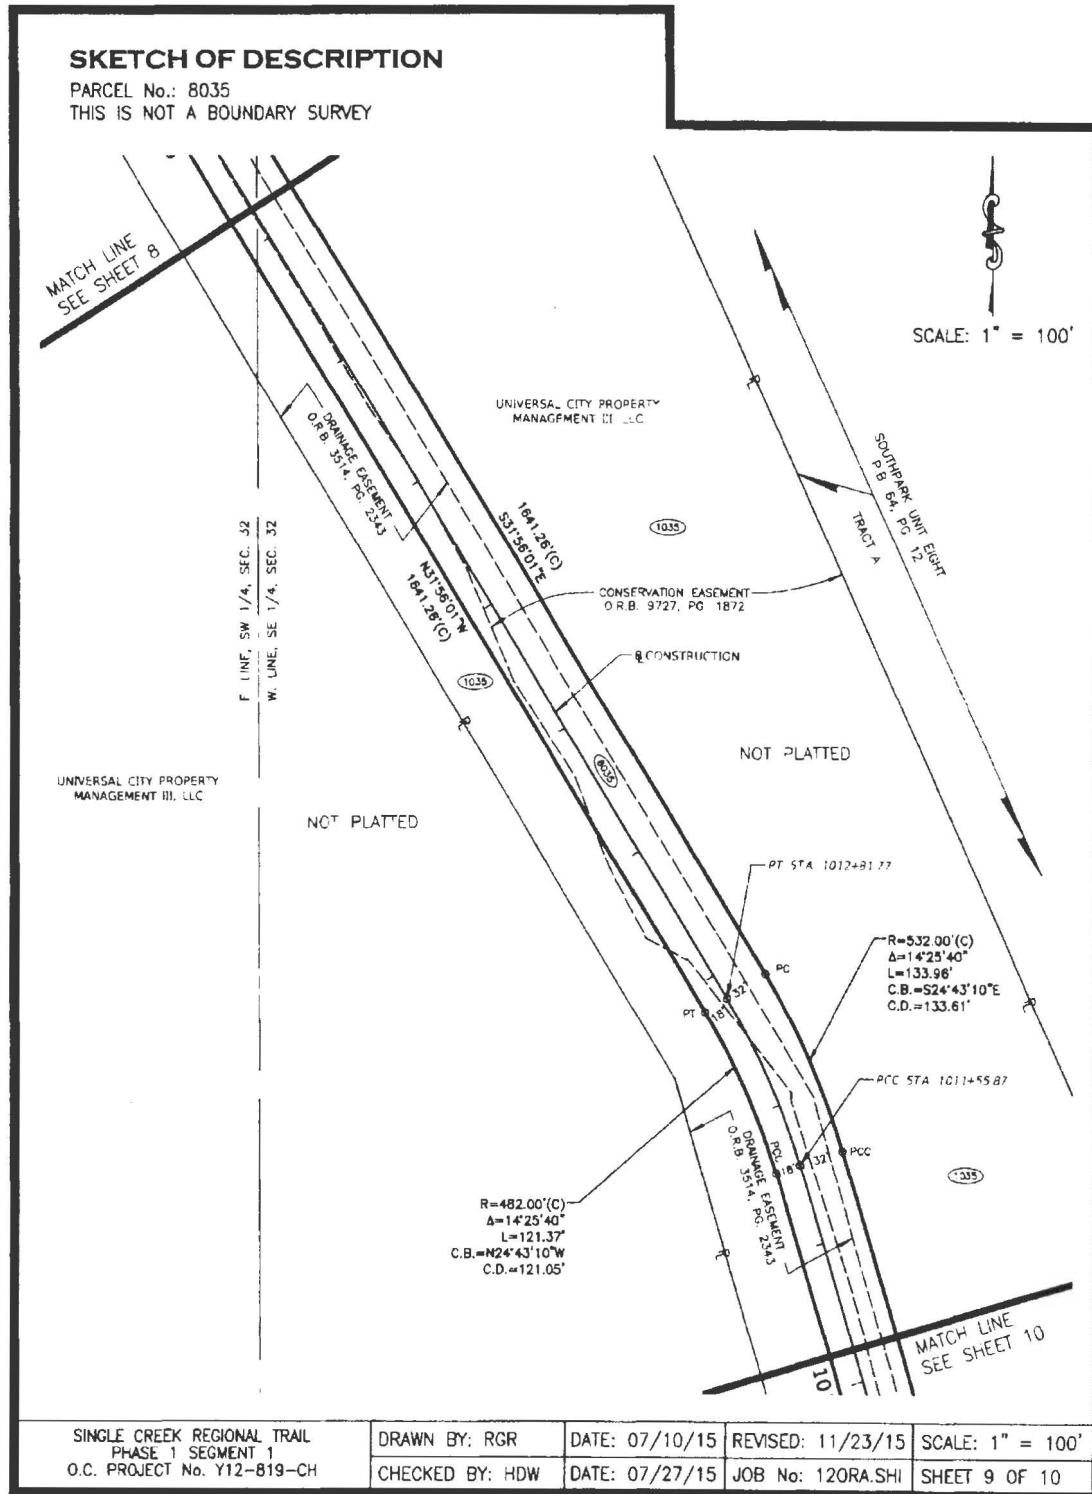 SKETCH OF DESCRIPTION
PARCEL No.: 8035
THIS IS NOT A BOUNDARY SURVEY
MATCH LINE
SEE SHEET 8
SCALE: 1" = 100'
UNIVERSAL CITY PROPERTY
MANAGEMENT III LLC
DRAINAGE EASEMENT
O.R.B. 3514, PG. 2343
SOUTHPARK UNIT EIGHT
P.B 64, PG 12
TRACT A
1641.26'(C)
S31°56'01"E
1035
N31°56'01"W
1641.26'(C)
E LINE, SW 1/4, SEC. 32
W. LINE, SE 1/4. SEC. 32
CONSERVATION EASEMENT
O.R.B. 9727, PG 1872
℄ CONSTRUCTION
1035
8035
NOT PLATTED
UNIVERSAL CITY PROPERTY
MANAGEMENT III, LLC
NOT PLATTED
PT STA 1012+81.77
R=532.00'(C)
Δ=14°25'40"
L=133.96'
C.B.=S24°43'10"E
C.D.=133.61'
PC
32'
18'
PT
PCC STA 1011+55.87
PCC
PCC
18'
32'
1035
DRAINAGE EASEMENT
O.R.B. 3514, PG. 2343
R=482.00'(C)
Δ=14°25'40"
L=121.37'
C.B.=N24°43'10"W
C.D.=121.05'
MATCH LINE
SEE SHEET 10
10
SINGLE CREEK REGIONAL TRAIL
PHASE 1 SEGMENT 1
O.C. PROJECT No. Y12-819-CH
DRAWN BY: RGR
DATE: 07/10/15
REVISED: 11/23/15
SCALE: 1" = 100'
CHECKED BY: HDW
DATE: 07/27/15
JOB No: 120RA.SHI
SHEET 9 OF 10